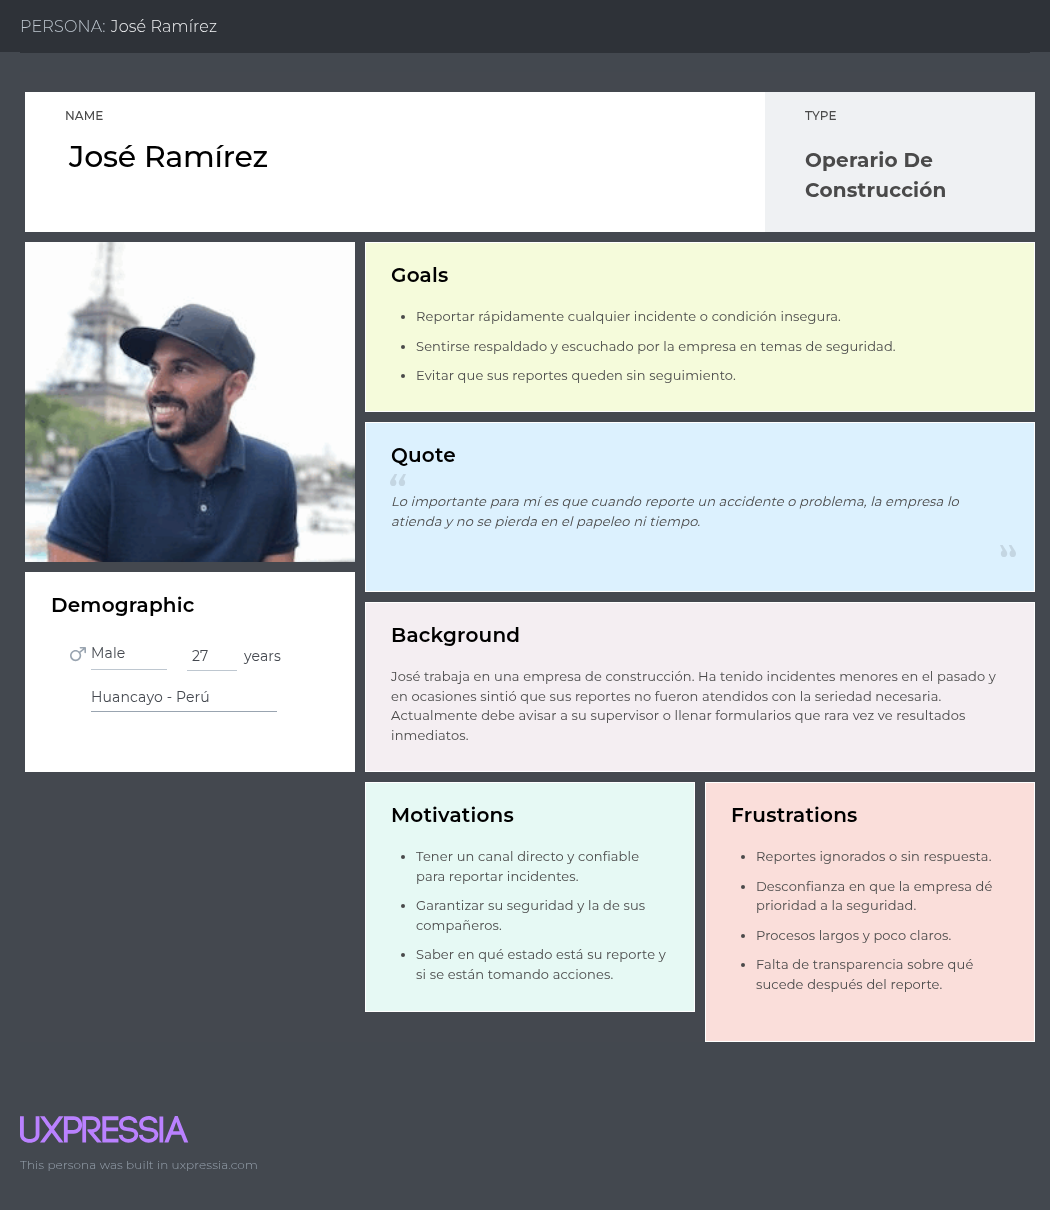 PERSONA: José Ramírez
NAME
José Ramírez
TYPE
Operario De
Construcción
Goals
• Reportar rápidamente cualquier incidente o condición insegura.
• Sentirse respaldado y escuchado por la empresa en temas de seguridad.
• Evitar que sus reportes queden sin seguimiento.
Quote
“
Lo importante para mí es que cuando reporte un accidente o problema, la empresa lo
atienda y no se pierda en el papeleo ni tiempo.
”
Demographic
♂ Male 27 years
Huancayo - Perú
Background
José trabaja en una empresa de construcción. Ha tenido incidentes menores en el pasado y
en ocasiones sintió que sus reportes no fueron atendidos con la seriedad necesaria.
Actualmente debe avisar a su supervisor o llenar formularios que rara vez ve resultados
inmediatos.
Motivations
• Tener un canal directo y confiable
para reportar incidentes.
• Garantizar su seguridad y la de sus
compañeros.
• Saber en qué estado está su reporte y
si se están tomando acciones.
Frustrations
• Reportes ignorados o sin respuesta.
• Desconfianza en que la empresa dé
prioridad a la seguridad.
• Procesos largos y poco claros.
• Falta de transparencia sobre qué
sucede después del reporte.
UXPRESSIA
This persona was built in uxpressia.com